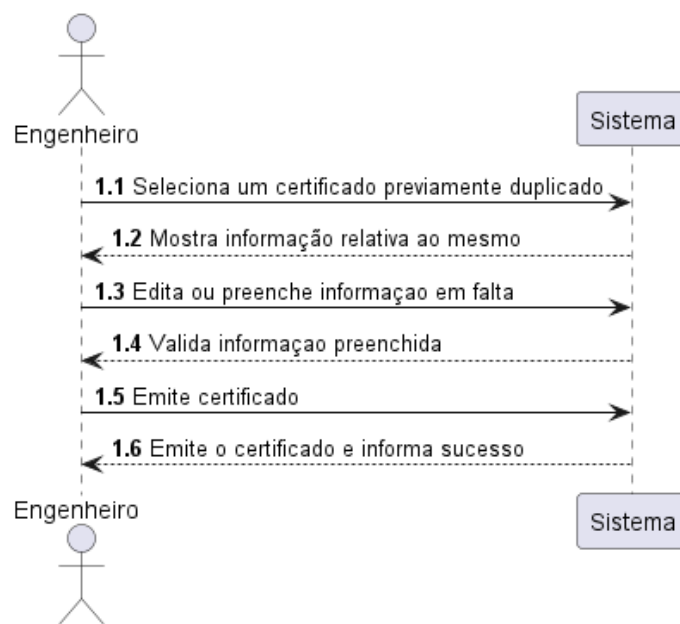 Engenheiro
Sistema
1.1 Seleciona um certificado previamente duplicado
1.2 Mostra informação relativa ao mesmo
1.3 Edita ou preenche informaçao em falta
1.4 Valida informaçao preenchida
1.5 Emite certificado
1.6 Emite o certificado e informa sucesso
Engenheiro
Sistema